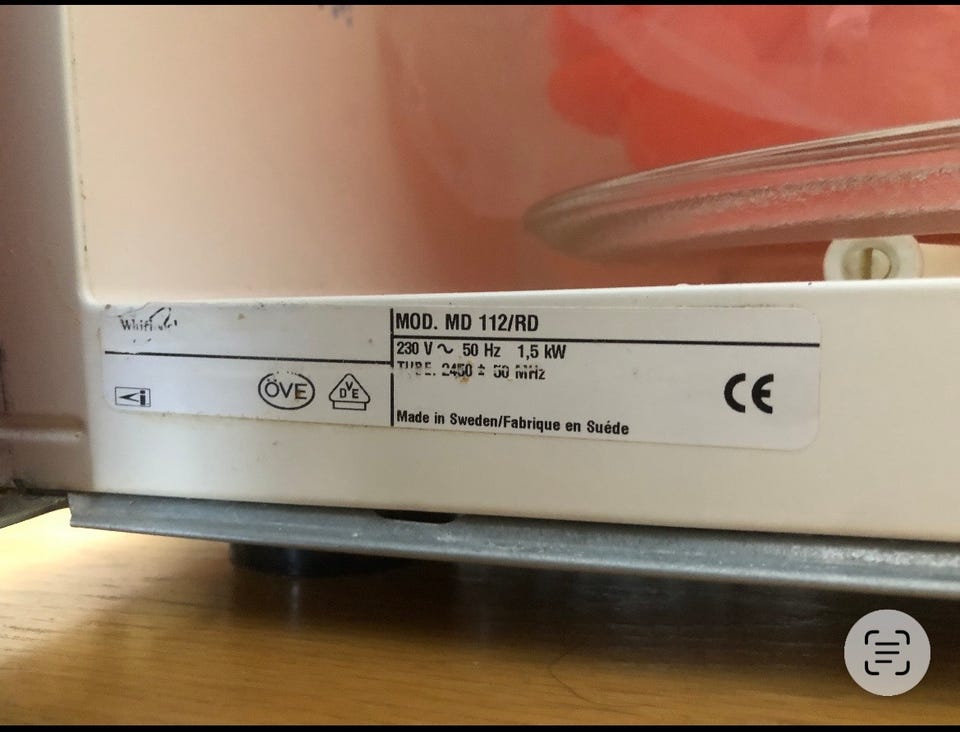 MOD. MD 112/RD
230 V ~ 50 Hz 1,5 kW
TUBE. 2450 ± 50 MHz
ÖVE
DVE
CE
Made in Sweden/Fabrique en Suéde